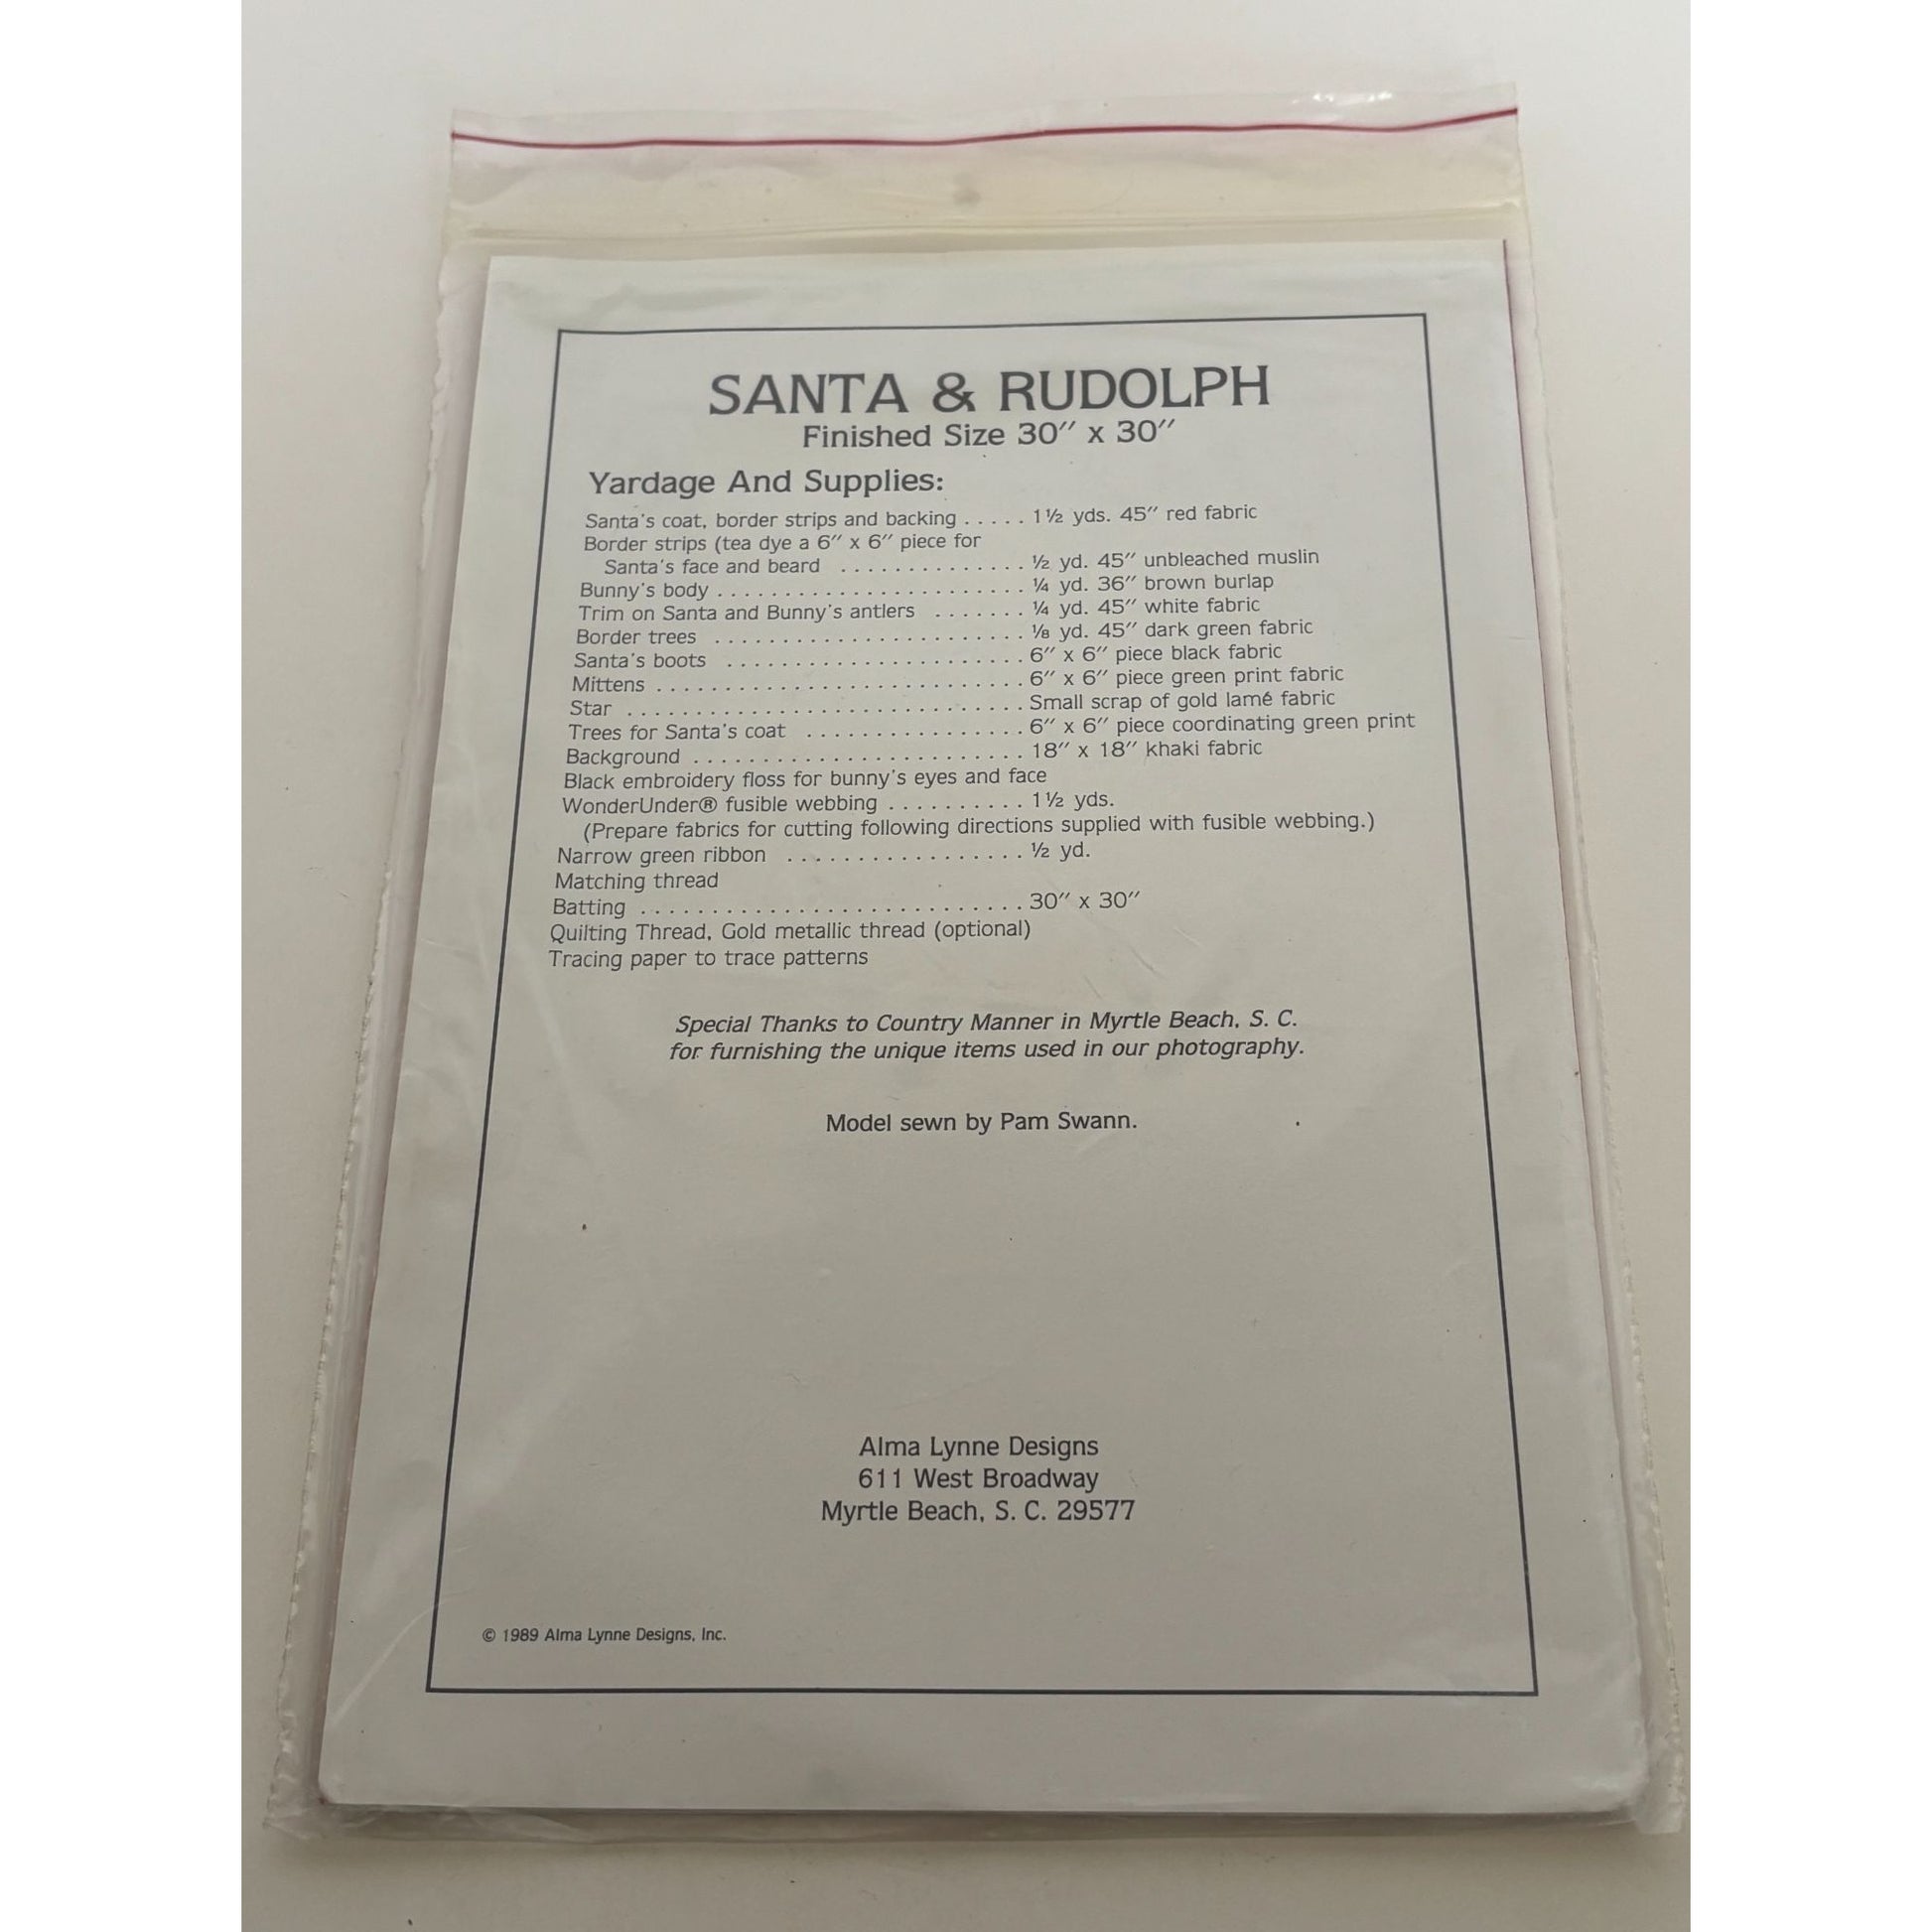 SANTA & RUDOLPH
Finished Size 30″ x 30″
Yardage And Supplies:
Santa's coat, border strips and backing ..... 1½ yds. 45″ red fabric
Border strips (tea dye a 6″ x 6″ piece for
Santa's face and beard .............. ½ yd. 45″ unbleached muslin
Bunny's body ....................... ¼ yd. 36″ brown burlap
Trim on Santa and Bunny's antlers ....... ¼ yd. 45″ white fabric
Border trees ....................... ⅛ yd. 45″ dark green fabric
Santa's boots ...................... 6″ x 6″ piece black fabric
Mittens ........................... 6″ x 6″ piece green print fabric
Star ............................. Small scrap of gold lamé fabric
Trees for Santa's coat ................ 6″ x 6″ piece coordinating green print
Background ........................ 18″ x 18″ khaki fabric
Black embroidery floss for bunny's eyes and face
WonderUnder® fusible webbing .......... 1½ yds.
(Prepare fabrics for cutting following directions supplied with fusible webbing.)
Narrow green ribbon ................. ½ yd.
Matching thread
Batting ........................... 30″ x 30″
Quilting Thread, Gold metallic thread (optional)
Tracing paper to trace patterns
Special Thanks to Country Manner in Myrtle Beach, S. C.
for furnishing the unique items used in our photography.
Model sewn by Pam Swann.
Alma Lynne Designs
611 West Broadway
Myrtle Beach, S. C. 29577
© 1989 Alma Lynne Designs, Inc.